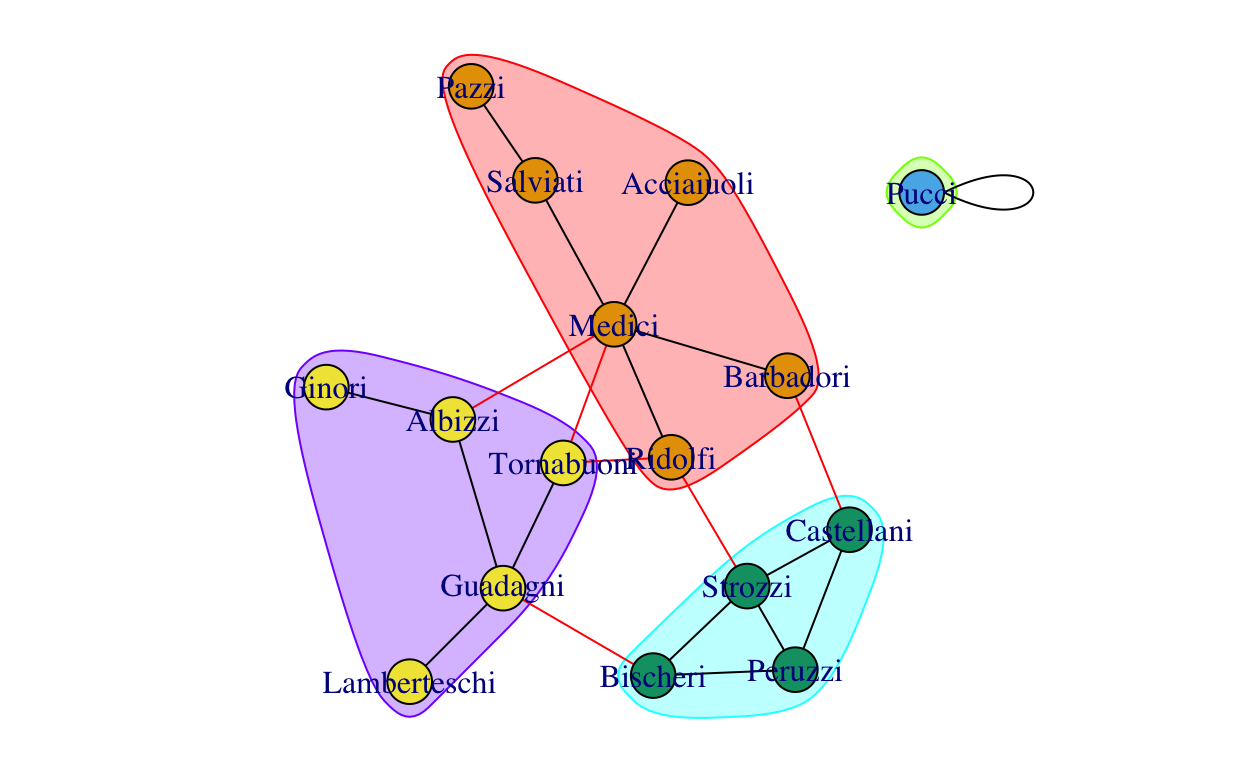 Pazzi
Salviati
Acciaiuoli
Pucci
Medici
Barbadori
Ginori
Albizzi
Tornabuoni
Ridolfi
Castellani
Guadagni
Strozzi
Lamberteschi
Bischeri
Peruzzi